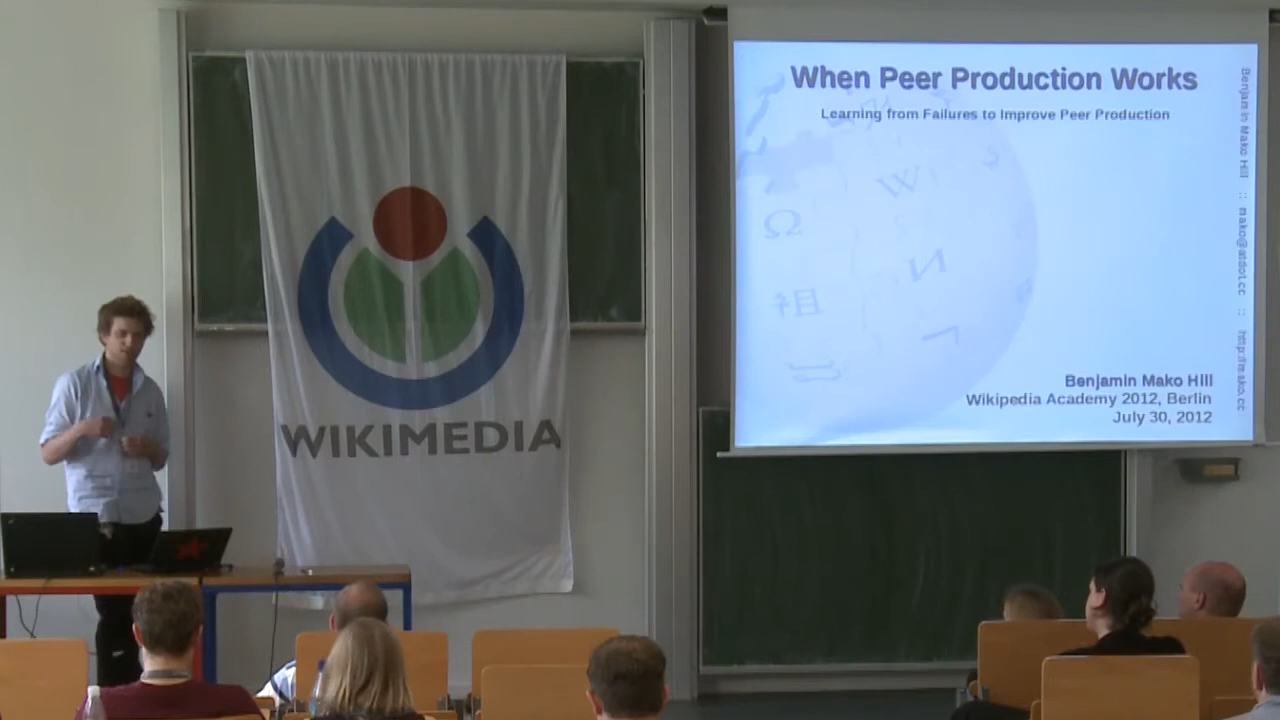 WIKIMEDIA
When Peer Production Works
Learning from Failures to Improve Peer Production
W
Ω
И
祖
Benjamin Mako Hill
Wikipedia Academy 2012, Berlin
July 30, 2012
Benjamin Mako Hill :: mako@atdot.cc :: http://mako.cc